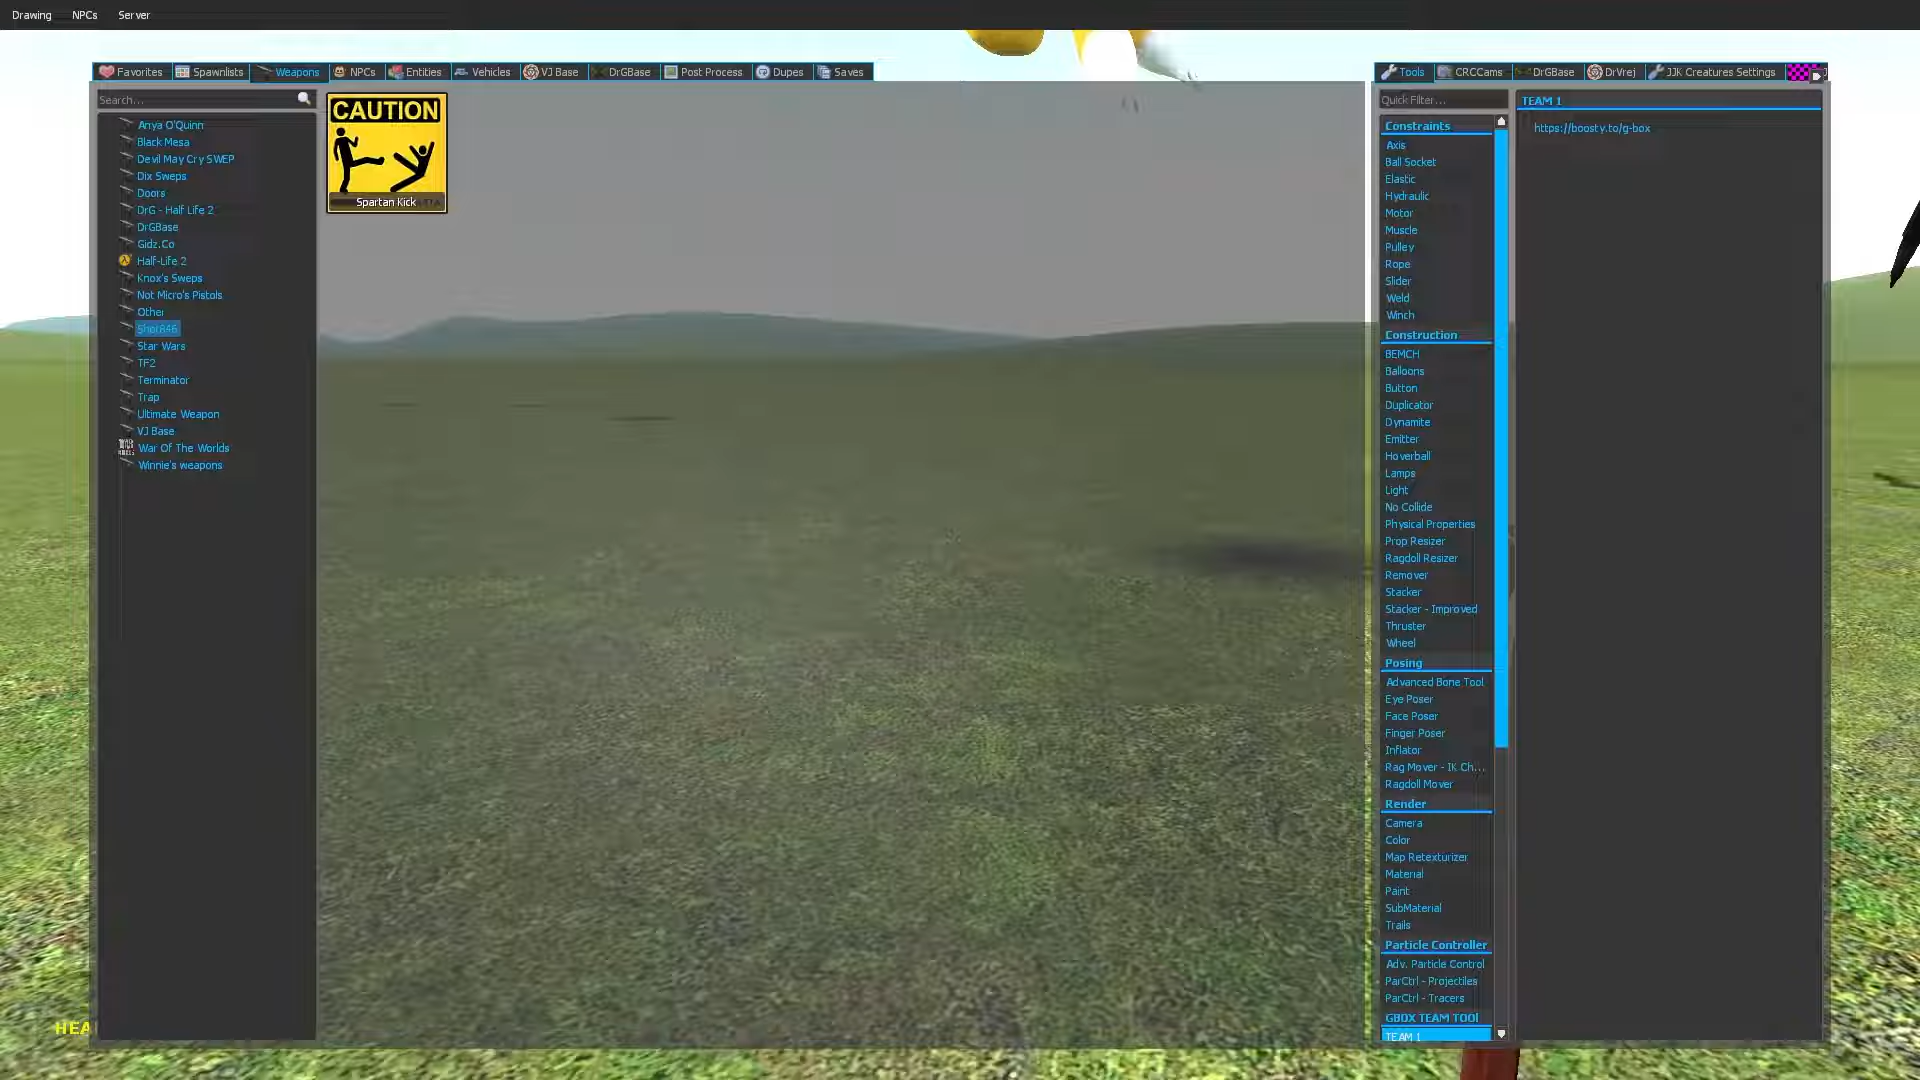 Drawing NPCs Server
Favorites Spawnlists Weapons NPCs Entities Vehicles VJ Base DrGBase Post Process Dupes Saves
Search...
Anya O'Quinn
Black Mesa
Devil May Cry SWEP
Dix Sweps
Doors
DrG - Half Life 2
DrGBase
Gidz.Co
Half-Life 2
Knox's Sweps
Not Micro's Pistols
Other
Star Wars
TF2
Terminator
Trap
Ultimate Weapon
VJ Base
War Of The Worlds
Winnie's weapons
CAUTION
Spartan Kick
Tools CRCCams DrGBase DrVrej JJK Creatures Settings
Quick Filter...
Constraints
Axis
Ball Socket
Elastic
Hydraulic
Motor
Muscle
Pulley
Rope
Slider
Weld
Winch
Construction
BEMCH
Balloons
Button
Duplicator
Dynamite
Emitter
Hoverball
Lamps
Light
No Collide
Physical Properties
Prop Resizer
Ragdoll Resizer
Remover
Stacker
Stacker - Improved
Thruster
Wheel
Posing
Advanced Bone Tool
Eye Poser
Face Poser
Finger Poser
Inflator
Rag Mover - IK Ch...
Ragdoll Mover
Render
Camera
Color
Map Retexturizer
Material
Paint
SubMaterial
Trails
Particle Controller
Adv. Particle Control
ParCtrl - Projectiles
ParCtrl - Tracers
GBOX TEAM TOOl
TEAM 1
TEAM 1
https://boosty.to/g-box
HEA